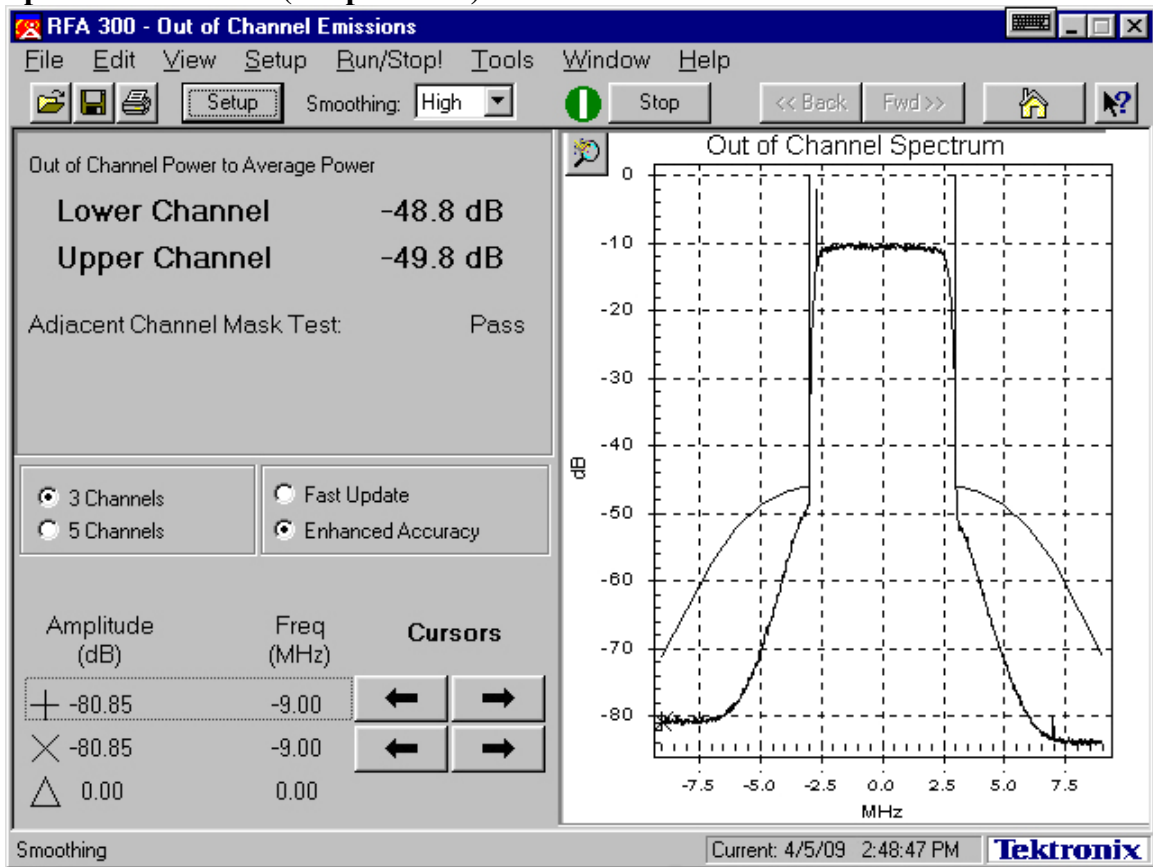 RFA 300 - Out of Channel Emissions
File Edit View Setup Run/Stop! Tools Window Help
Setup Smoothing: High Stop << Back Fwd >>
Out of Channel Power to Average Power
Lower Channel -48.8 dB
Upper Channel -49.8 dB
Adjacent Channel Mask Test: Pass
3 Channels
5 Channels
Fast Update
Enhanced Accuracy
Amplitude (dB) Freq (MHz) Cursors
-80.85 -9.00
-80.85 -9.00
0.00 0.00
Out of Channel Spectrum
0
-10
-20
-30
-40
-50
-60
-70
-80
dB
-7.5 -5.0 -2.5 0.0 2.5 5.0 7.5
MHz
Smoothing Current: 4/5/09 2:48:47 PM Tektronix